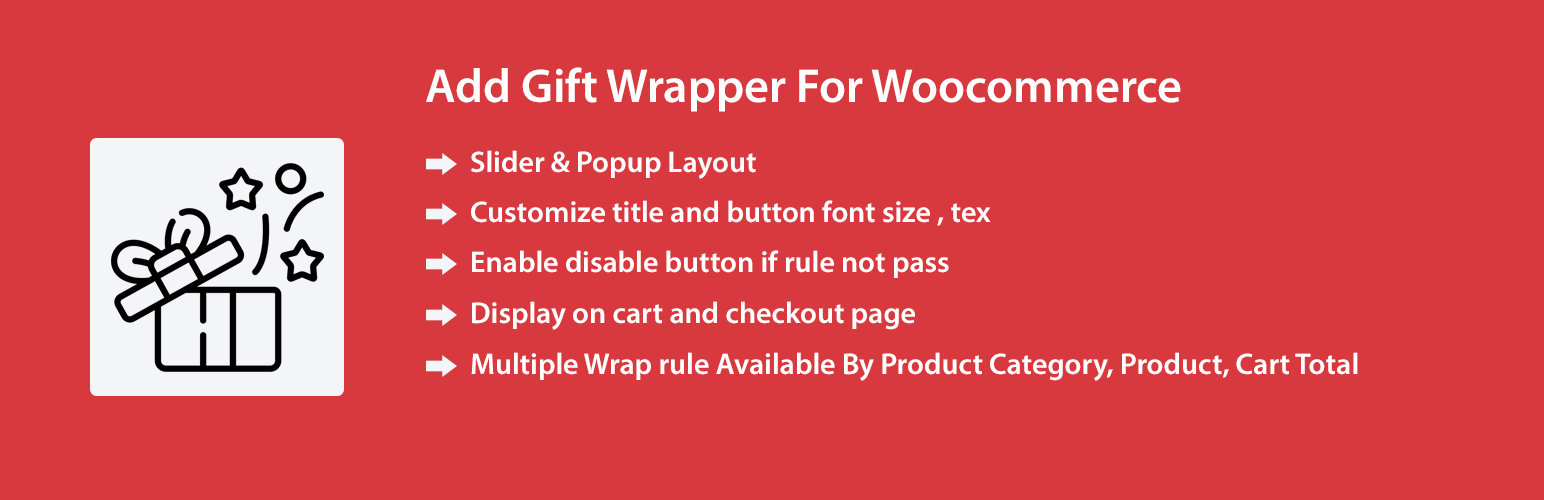 Add Gift Wrapper For Woocommerce
Slider & Popup Layout
Customize title and button font size , tex
Enable disable button if rule not pass
Display on cart and checkout page
Multiple Wrap rule Available By Product Category, Product, Cart Total